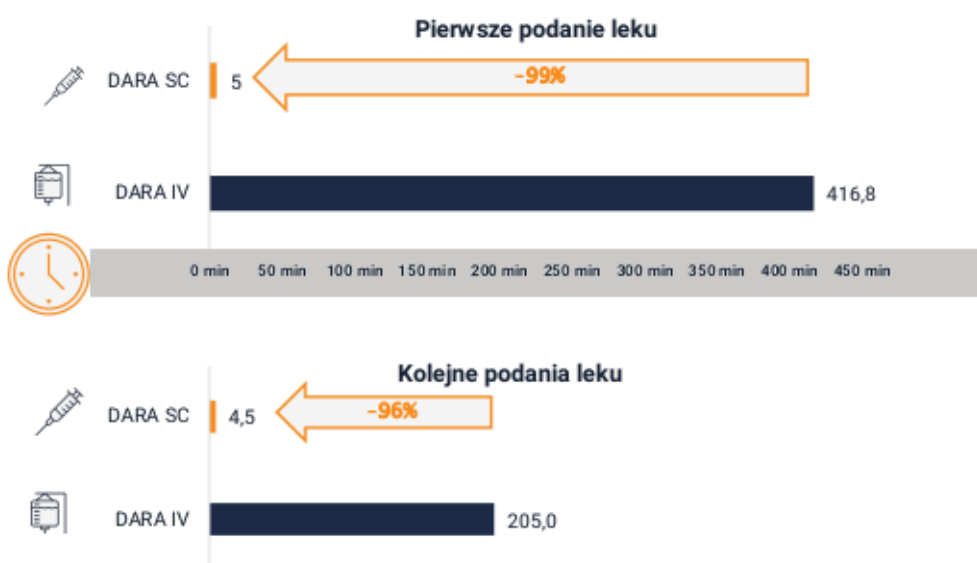 Pierwsze podanie leku
DARA SC 5 -99%
DARA IV 416,8
0 min 50 min 100 min 150 min 200 min 250 min 300 min 350 min 400 min 450 min
Kolejne podania leku
DARA SC 4,5 -96%
DARA IV 205,0